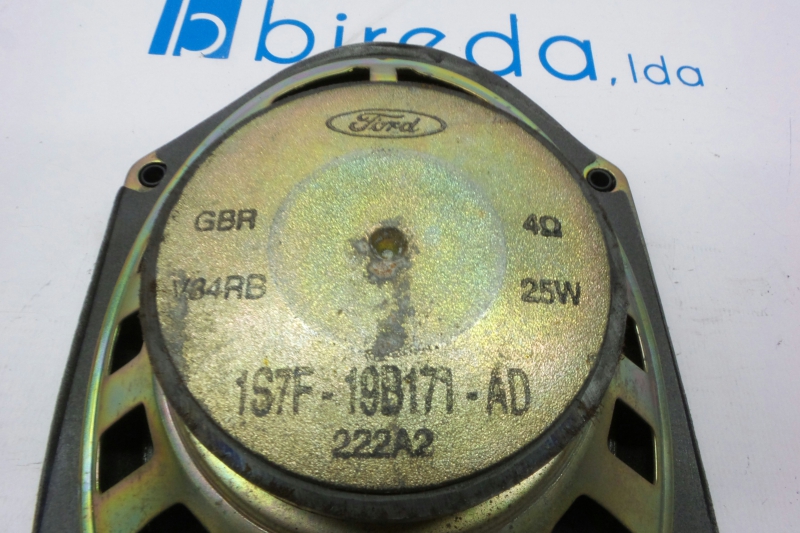 b bireda,lda
Ford
GBR 4Ω
V84RB 25W
1S7F-19B171-AD
222A2